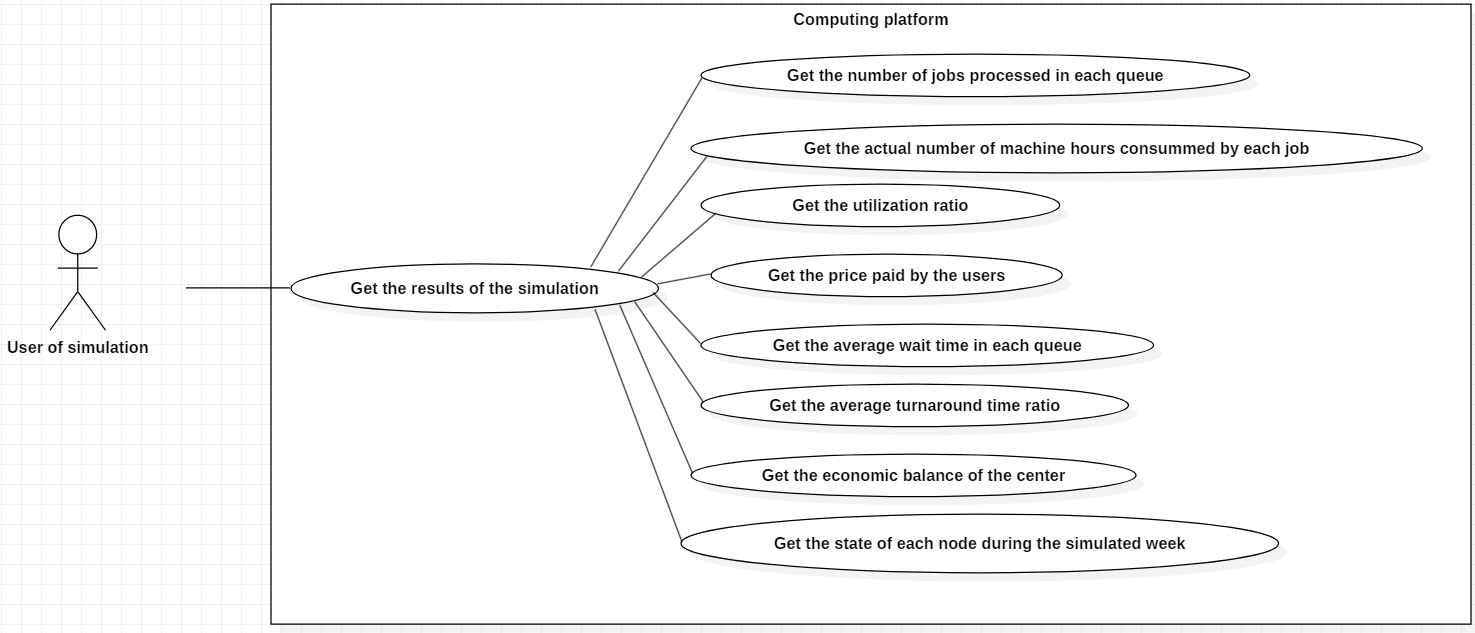 Computing platform
Get the number of jobs processed in each queue
Get the actual number of machine hours consummed by each job
Get the utilization ratio
Get the price paid by the users
Get the results of the simulation
User of simulation
Get the average wait time in each queue
Get the average turnaround time ratio
Get the economic balance of the center
Get the state of each node during the simulated week